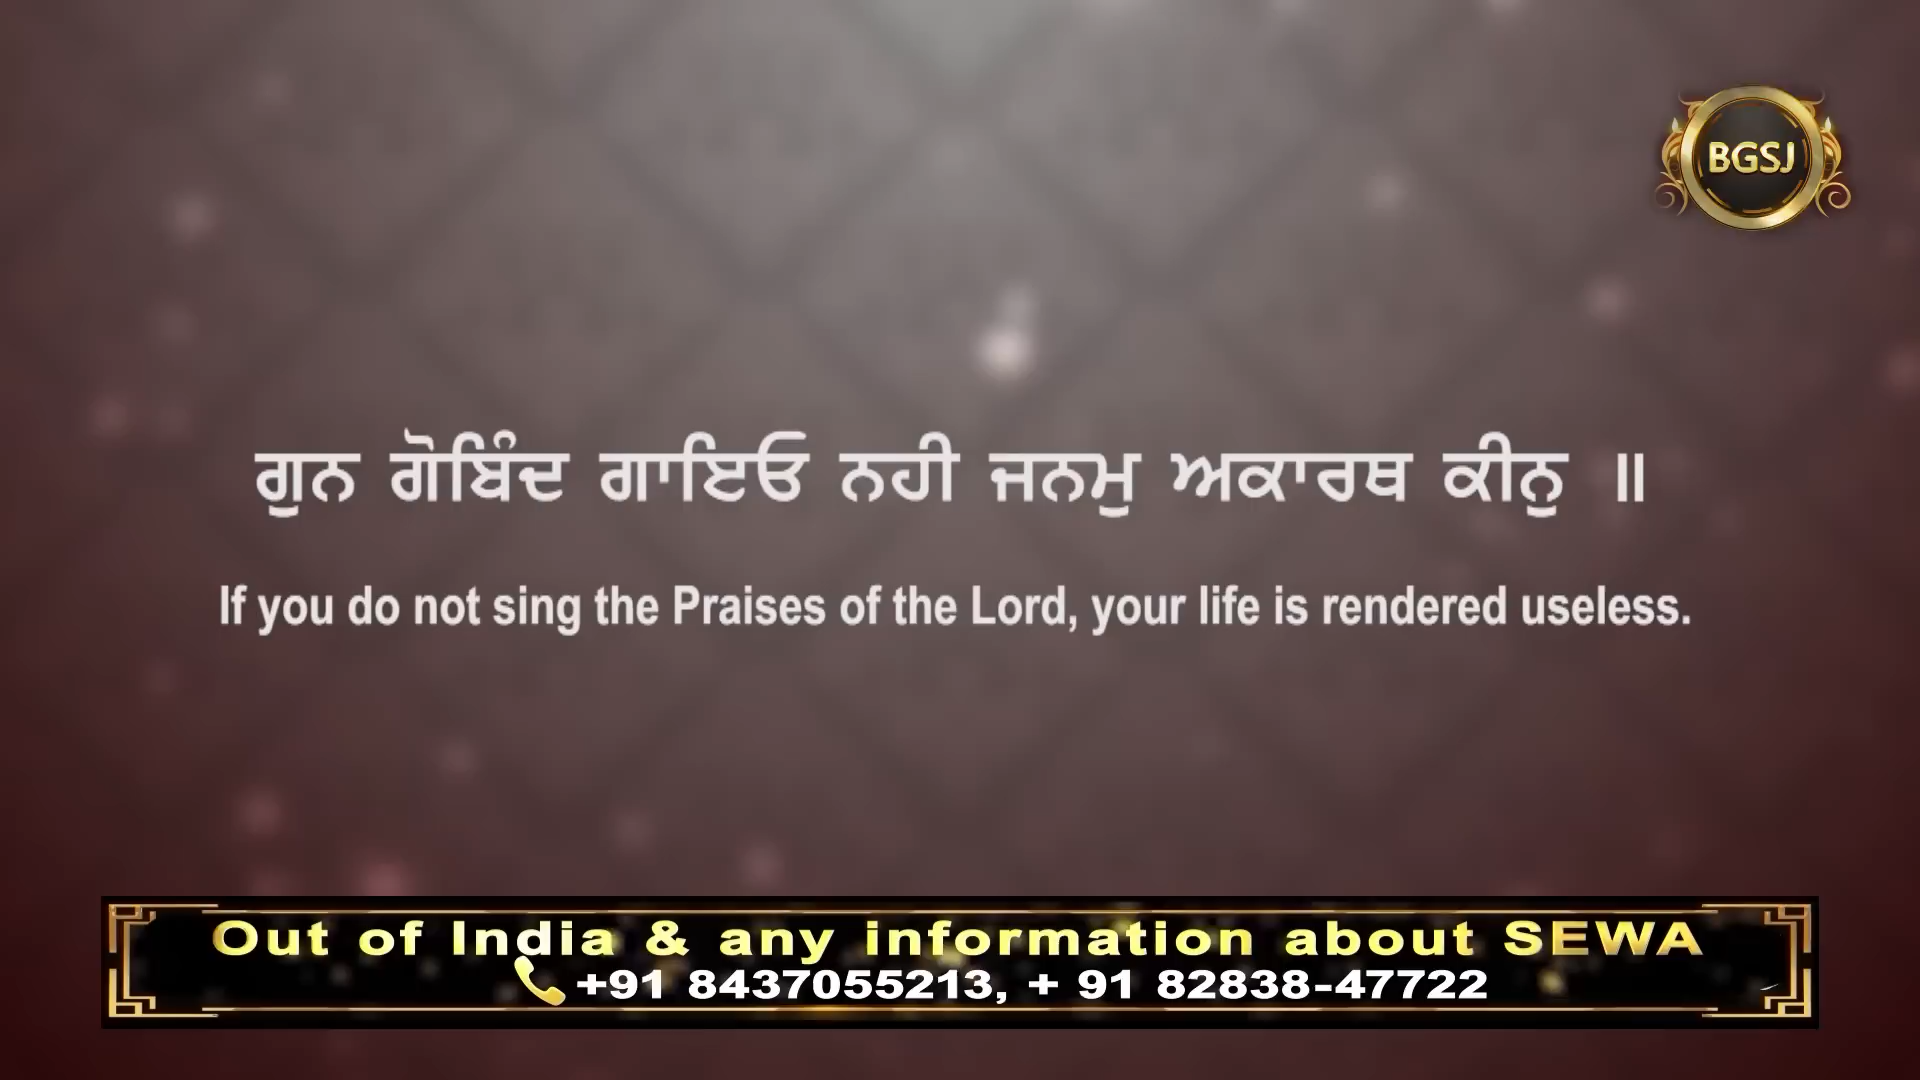 BGSJ
ਗੁਨ ਗੋਬਿੰਦ ਗਾਇਓ ਨਹੀ ਜਨਮੁ ਅਕਾਰਥ ਕੀਨੁ ॥
If you do not sing the Praises of the Lord, your life is rendered useless.
Out of India & any information about SEWA
+91 8437055213, + 91 82838-47722